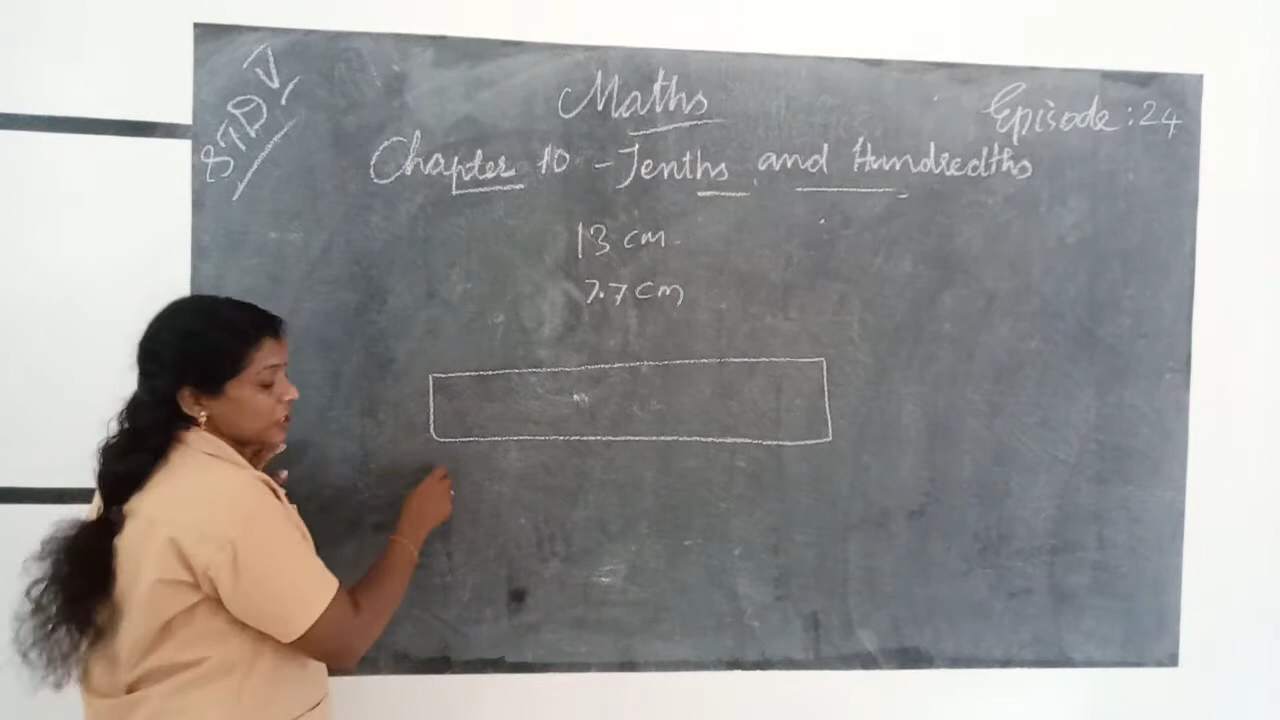 STD V
Maths
Episode : 24
Chapter 10 - Tenths and Hundredths
13 cm
7.7 cm